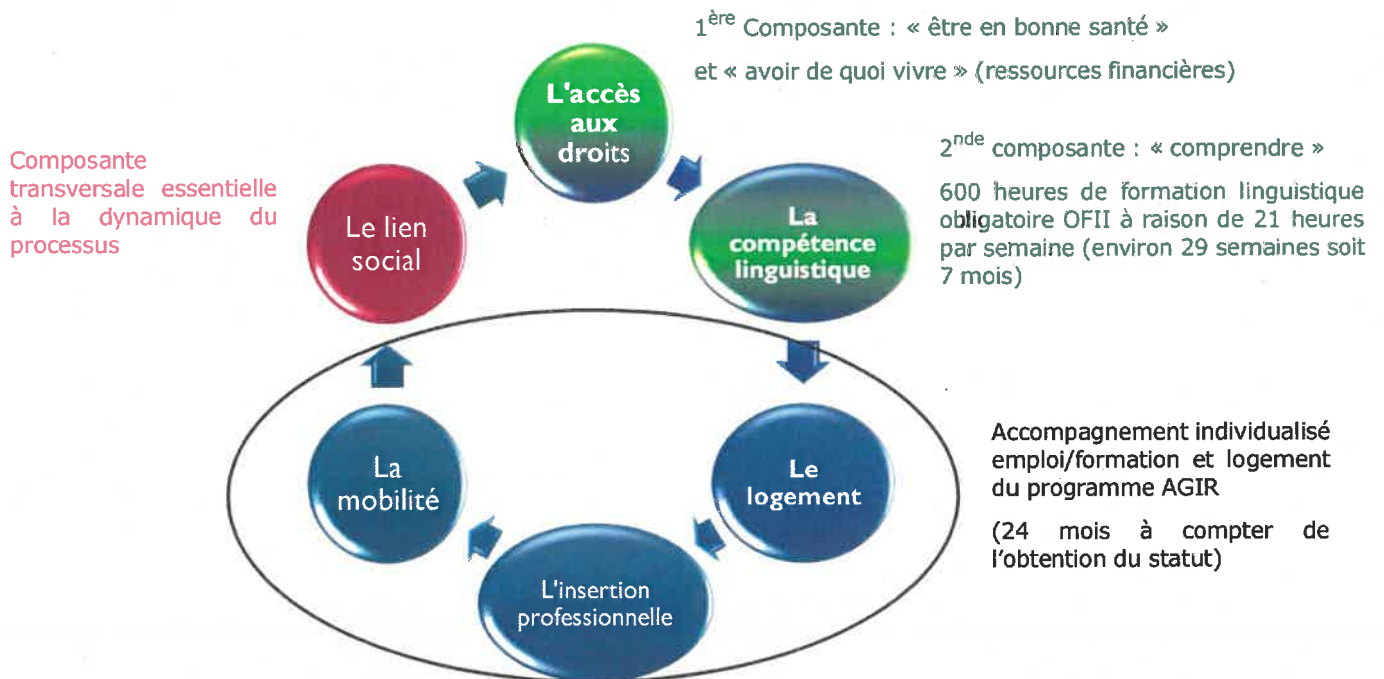 1ère Composante : « être en bonne santé »
et « avoir de quoi vivre » (ressources financières)
L'accès
aux
droits
Composante
transversale essentielle
à la dynamique du
processus
Le lien
social
La
compétence
linguistique
2nde composante : « comprendre »
600 heures de formation linguistique
obligatoire OFII à raison de 21 heures
par semaine (environ 29 semaines soit
7 mois)
La
mobilité
Le
logement
Accompagnement individualisé
emploi/formation et logement
du programme AGIR
(24 mois à compter de
l'obtention du statut)
L'insertion
professionnelle